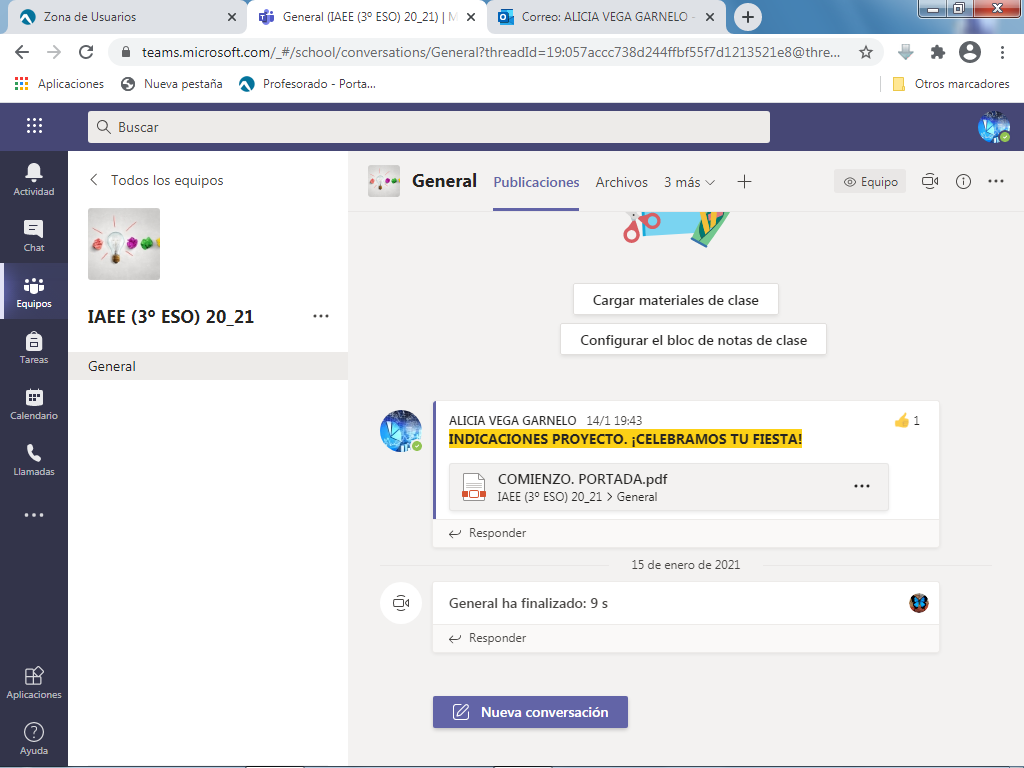 Zona de Usuarios
General (IAEE (3º ESO) 20_21) | M
Correo: ALICIA VEGA GARNELO -
teams.microsoft.com/_#/school/conversations/General?threadId=19:057accc738d244ffbf55f7d1213521e8@thre...
Aplicaciones
Nueva pestaña
Profesorado - Porta...
Otros marcadores
Buscar
Actividad
Chat
Equipos
Tareas
Calendario
Llamadas
Aplicaciones
Ayuda
Todos los equipos
IAEE (3º ESO) 20_21
General
General
Publicaciones
Archivos
3 más
Equipo
Cargar materiales de clase
Configurar el bloc de notas de clase
ALICIA VEGA GARNELO 14/1 19:43
1
INDICACIONES PROYECTO. ¡CELEBRAMOS TU FIESTA!
COMIENZO. PORTADA.pdf
IAEE (3º ESO) 20_21 > General
Responder
15 de enero de 2021
General ha finalizado: 9 s
Responder
Nueva conversación